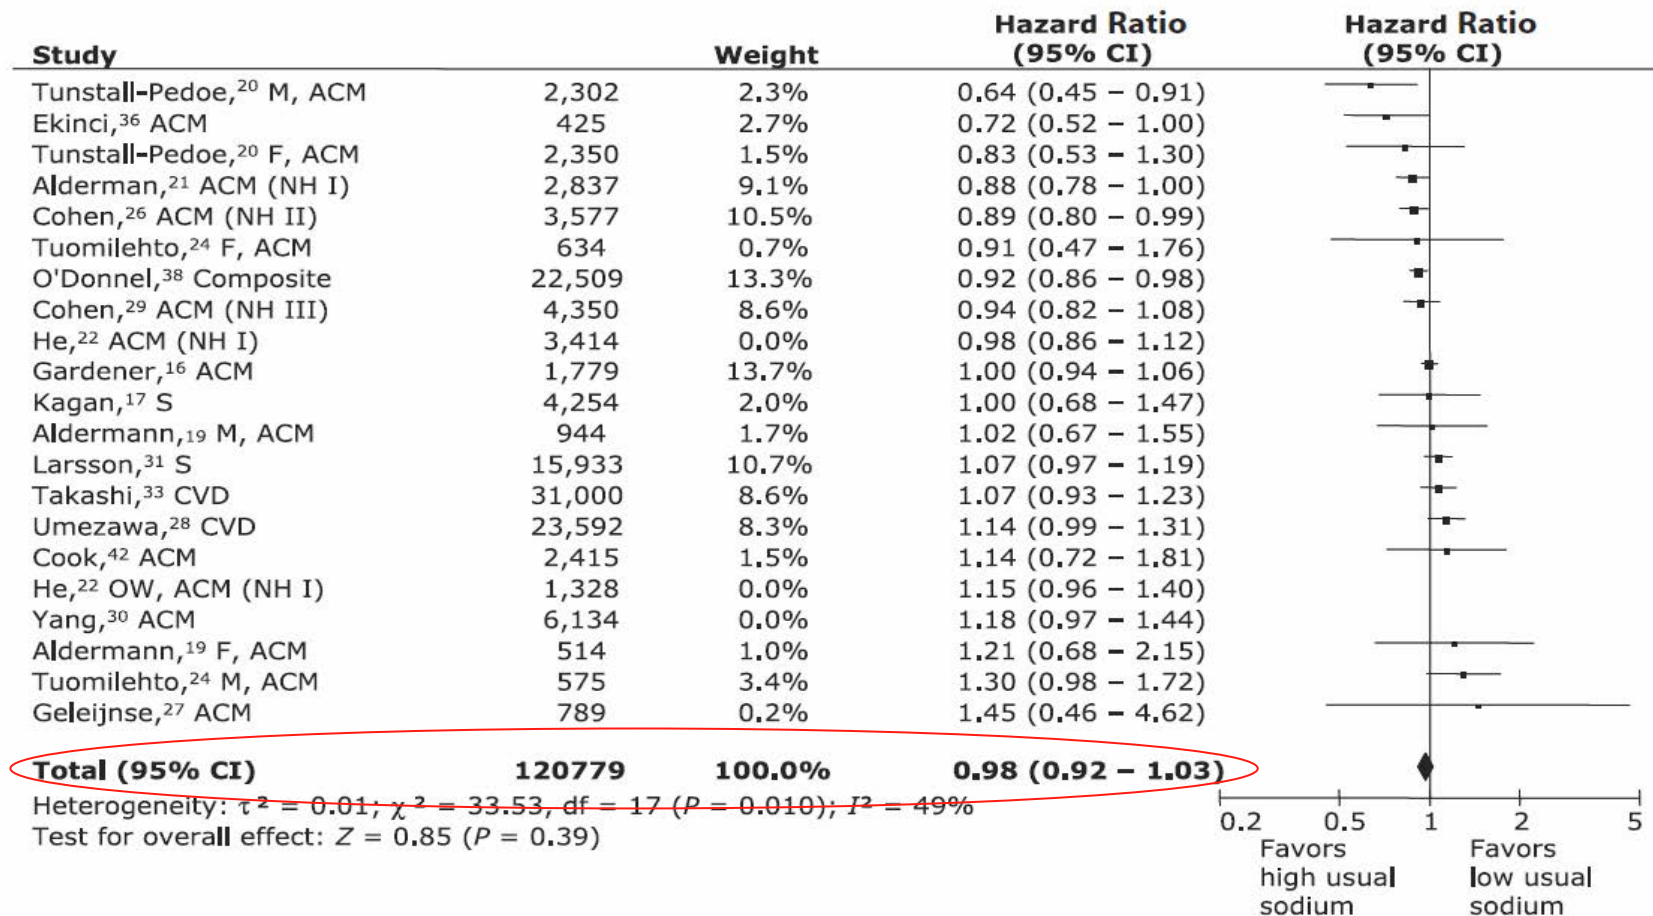 Study Weight Hazard Ratio (95% CI) Hazard Ratio (95% CI)
Tunstall-Pedoe,²⁰ M, ACM 2,302 2.3% 0.64 (0.45 – 0.91)
Ekinci,³⁶ ACM 425 2.7% 0.72 (0.52 – 1.00)
Tunstall-Pedoe,²⁰ F, ACM 2,350 1.5% 0.83 (0.53 – 1.30)
Alderman,²¹ ACM (NH I) 2,837 9.1% 0.88 (0.78 – 1.00)
Cohen,²⁶ ACM (NH II) 3,577 10.5% 0.89 (0.80 – 0.99)
Tuomilehto,²⁴ F, ACM 634 0.7% 0.91 (0.47 – 1.76)
O'Donnel,³⁸ Composite 22,509 13.3% 0.92 (0.86 – 0.98)
Cohen,²⁹ ACM (NH III) 4,350 8.6% 0.94 (0.82 – 1.08)
He,²² ACM (NH I) 3,414 0.0% 0.98 (0.86 – 1.12)
Gardener,¹⁶ ACM 1,779 13.7% 1.00 (0.94 – 1.06)
Kagan,¹⁷ S 4,254 2.0% 1.00 (0.68 – 1.47)
Aldermann,₁₉ M, ACM 944 1.7% 1.02 (0.67 – 1.55)
Larsson,³¹ S 15,933 10.7% 1.07 (0.97 – 1.19)
Takashi,³³ CVD 31,000 8.6% 1.07 (0.93 – 1.23)
Umezawa,²⁸ CVD 23,592 8.3% 1.14 (0.99 – 1.31)
Cook,⁴² ACM 2,415 1.5% 1.14 (0.72 – 1.81)
He,²² OW, ACM (NH I) 1,328 0.0% 1.15 (0.96 – 1.40)
Yang,³⁰ ACM 6,134 0.0% 1.18 (0.97 – 1.44)
Aldermann,¹⁹ F, ACM 514 1.0% 1.21 (0.68 – 2.15)
Tuomilehto,²⁴ M, ACM 575 3.4% 1.30 (0.98 – 1.72)
Geleijnse,²⁷ ACM 789 0.2% 1.45 (0.46 – 4.62)
Total (95% CI) 120779 100.0% 0.98 (0.92 – 1.03)
Heterogeneity: τ² = 0.01; χ² = 33.53, df = 17 (P = 0.010); I² = 49%
Test for overall effect: Z = 0.85 (P = 0.39)
0.2 0.5 1 2 5
Favors high usual sodium
Favors low usual sodium